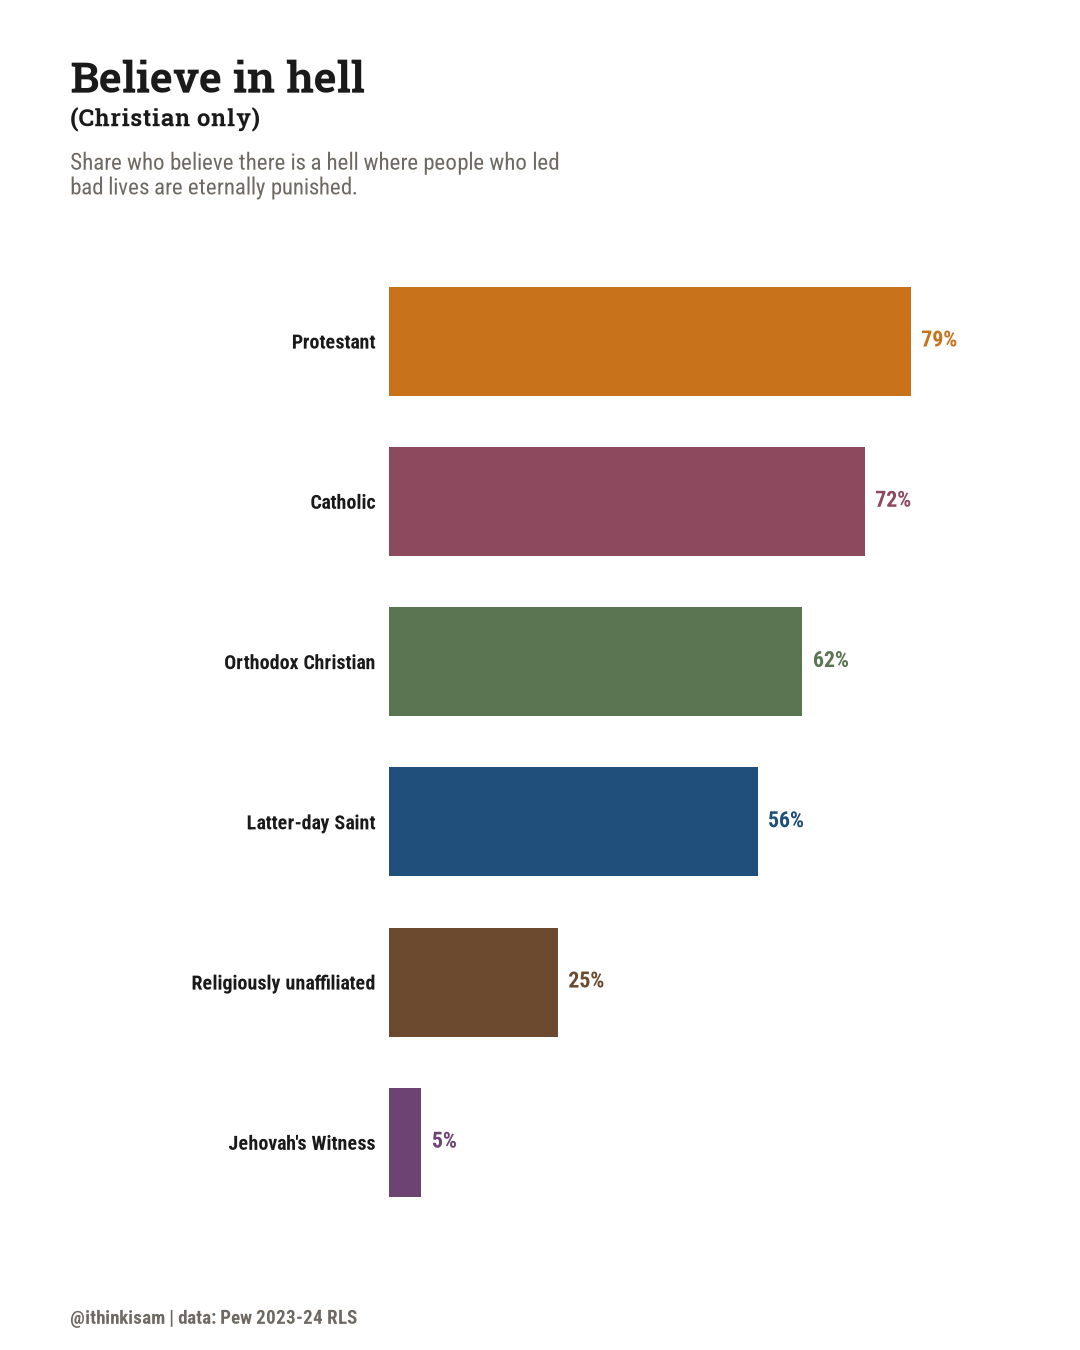 Believe in hell
(Christian only)
Share who believe there is a hell where people who led
bad lives are eternally punished.
Protestant 79%
Catholic 72%
Orthodox Christian 62%
Latter-day Saint 56%
Religiously unaffiliated 25%
Jehovah's Witness 5%
@ithinkisam | data: Pew 2023-24 RLS